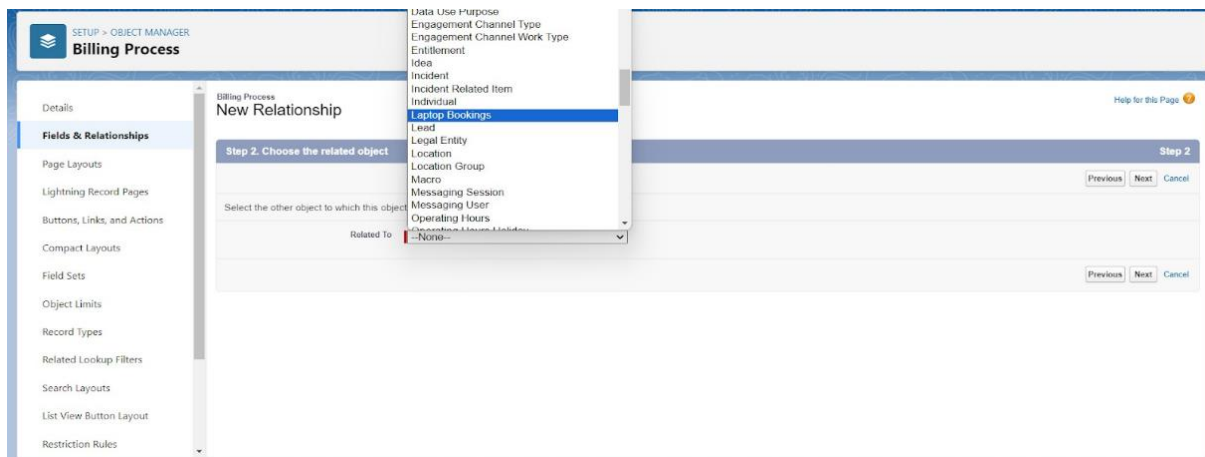 SETUP > OBJECT MANAGER
Billing Process
Details
Fields & Relationships
Page Layouts
Lightning Record Pages
Buttons, Links, and Actions
Compact Layouts
Field Sets
Object Limits
Record Types
Related Lookup Filters
Search Layouts
List View Button Layout
Restriction Rules
Billing Process
New Relationship
Help for this Page
Step 2. Choose the related object
Step 2
Previous Next Cancel
Select the other object to which this object
Related To
--None--
Data Use Purpose
Engagement Channel Type
Engagement Channel Work Type
Entitlement
Idea
Incident
Incident Related Item
Individual
Laptop Bookings
Lead
Legal Entity
Location
Location Group
Macro
Messaging Session
Messaging User
Operating Hours
Operating Hours Holiday
Previous Next Cancel